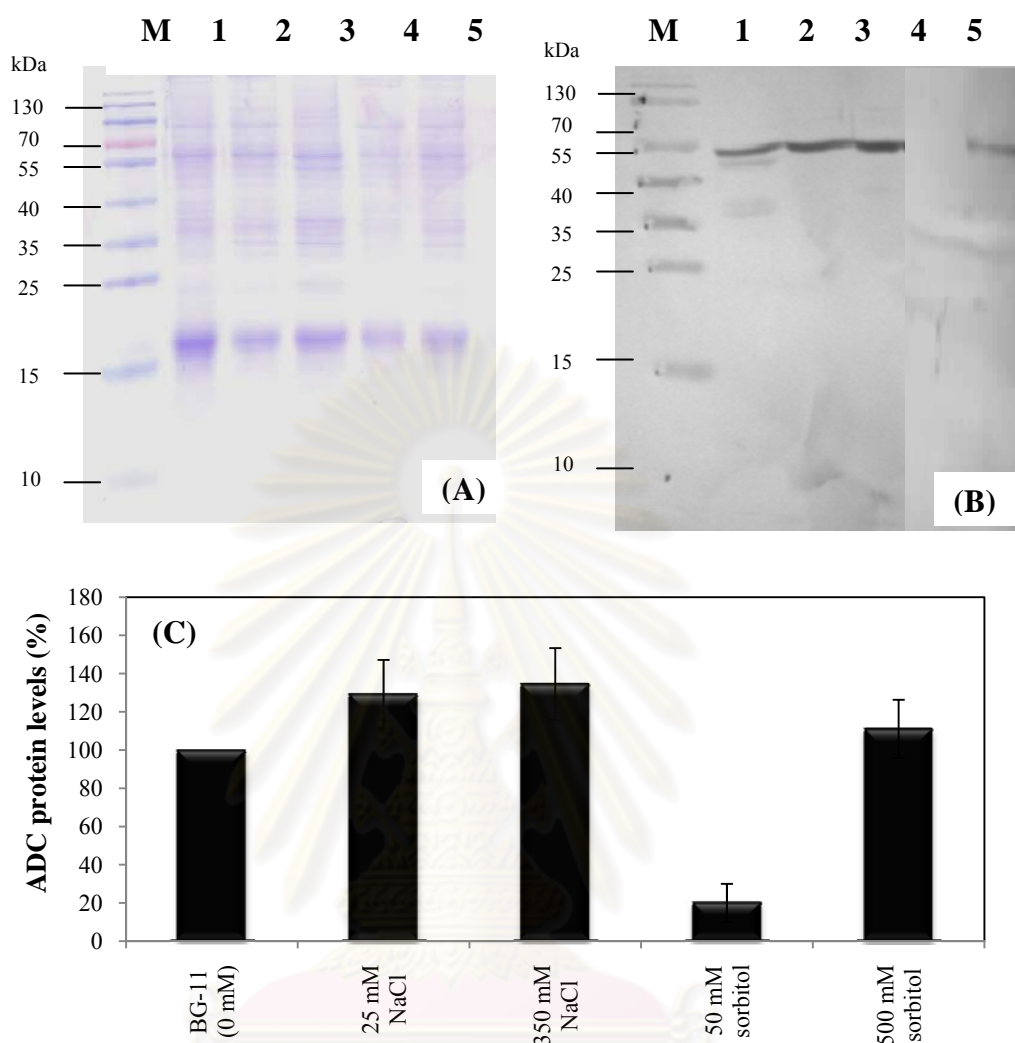 M 1 2 3 4 5
kDa
130
70
55
40
35
25
15
10
(A)
M 1 2 3 4 5
kDa
130
70
55
40
35
25
15
10
(B)
(C)
ADC protein levels (%)
180
160
140
120
100
80
60
40
20
0
BG-11
(0 mM)
25 mM
NaCl
350 mM
NaCl
50 mM
sorbitol
500 mM
sorbitol